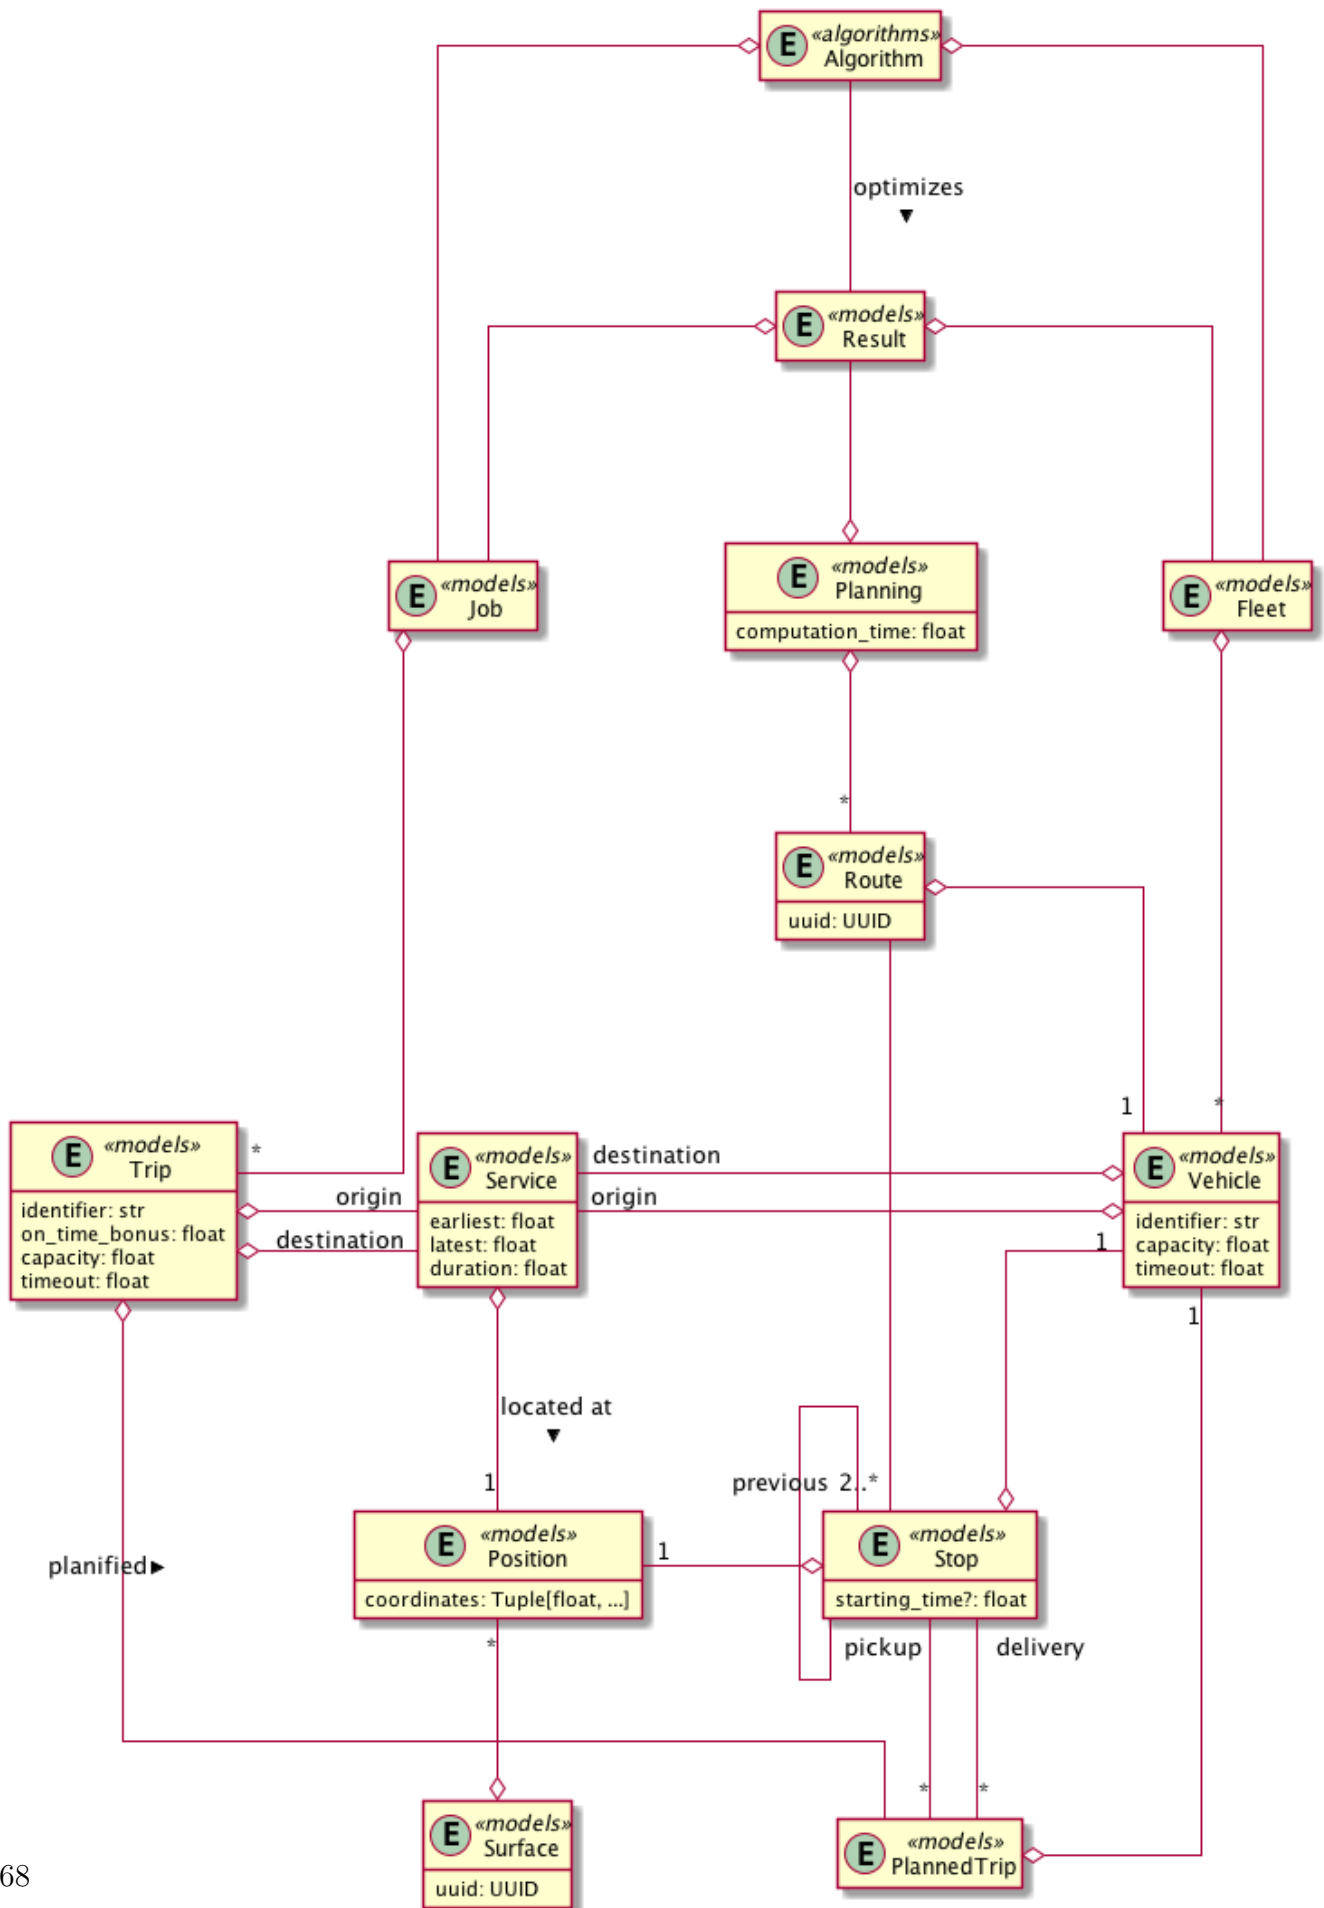 E «algorithms»
Algorithm
optimizes
▼
E «models»
Result
E «models»
Job
E «models»
Planning
computation_time: float
E «models»
Fleet
*
E «models»
Route
uuid: UUID
1
*
E «models»
Trip
identifier: str
on_time_bonus: float
capacity: float
timeout: float
*
origin
destination
E «models»
Service
earliest: float
latest: float
duration: float
destination
origin
E «models»
Vehicle
identifier: str
capacity: float
timeout: float
1
1
located at
▼
1
previous 2..*
planified►
E «models»
Position
coordinates: Tuple[float, ...]
1
E «models»
Stop
starting_time?: float
*
pickup
delivery
*
*
E «models»
Surface
uuid: UUID
E «models»
PlannedTrip
68